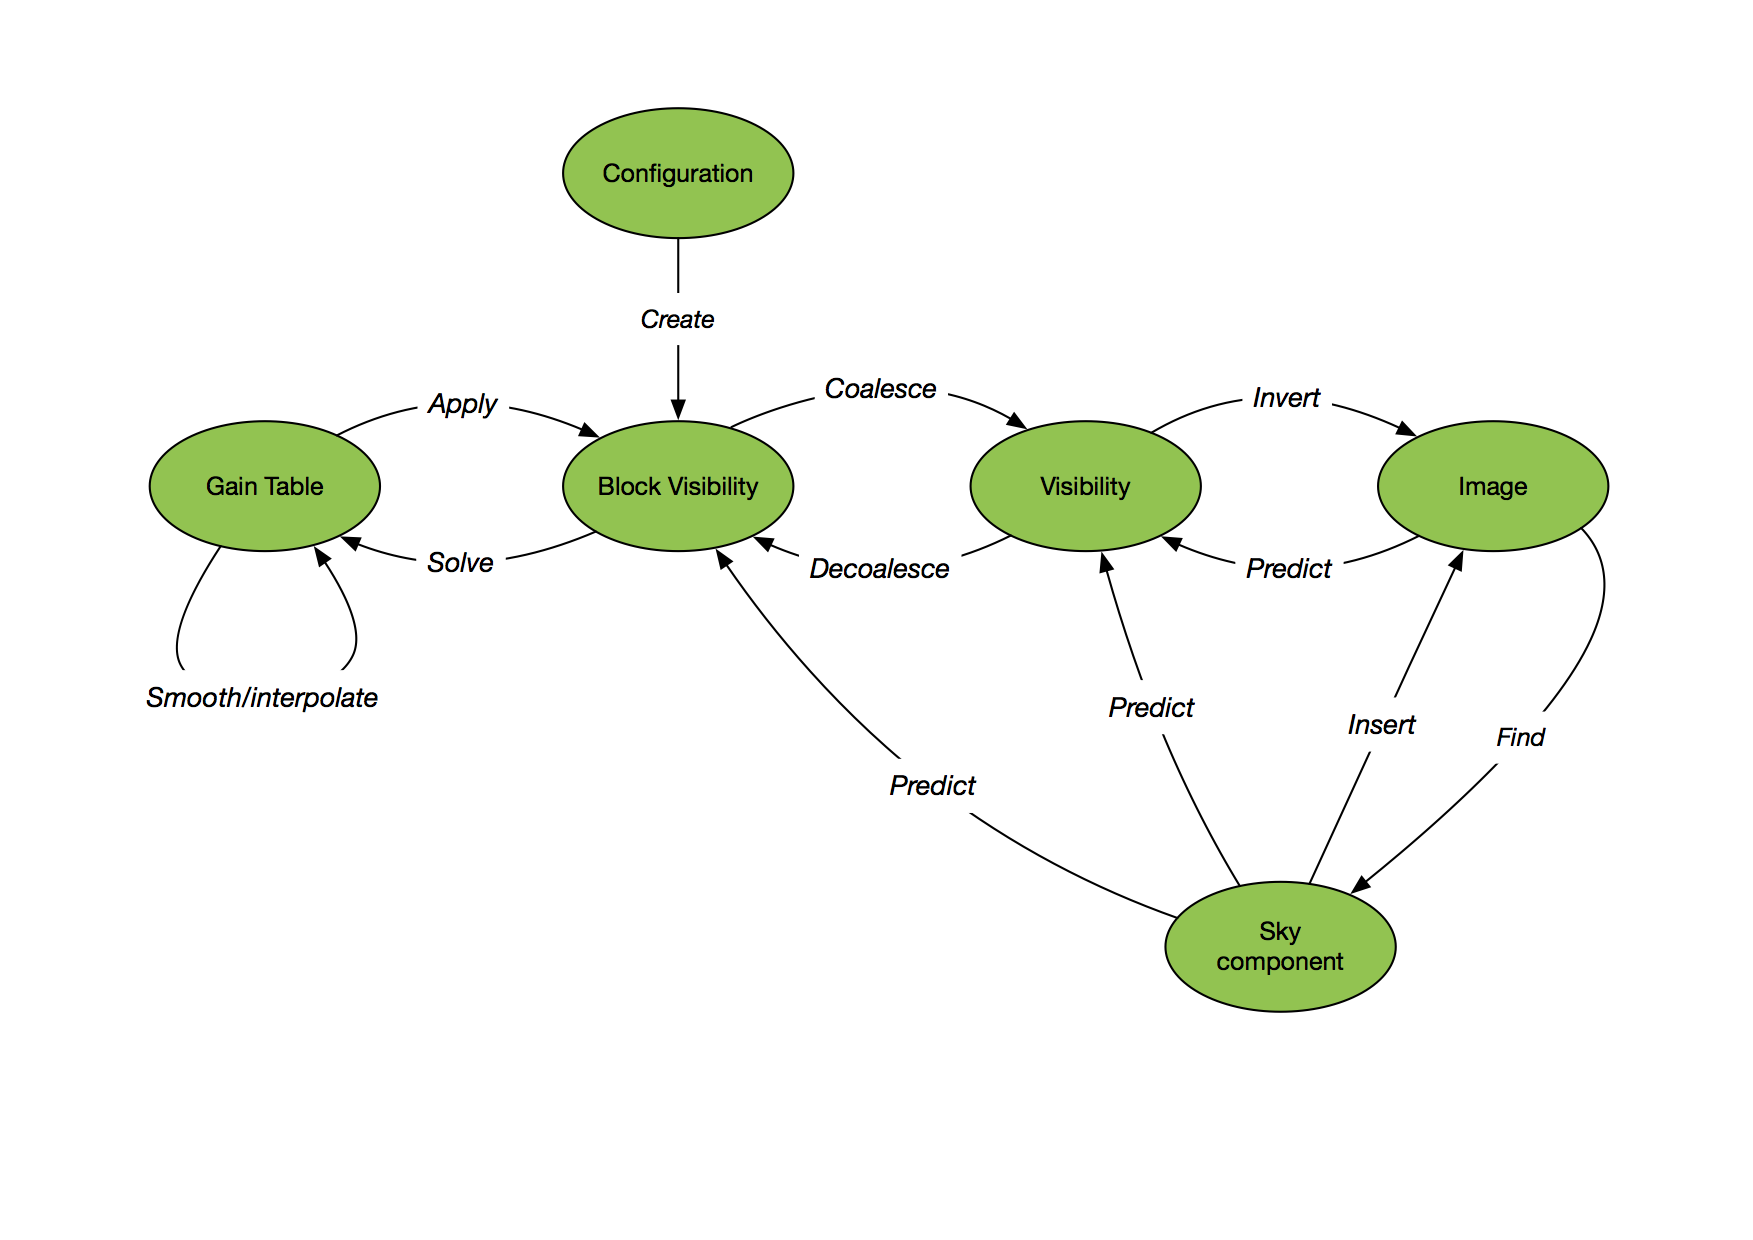 Configuration
Create
Coalesce
Invert
Apply
Gain Table
Block Visibility
Visibility
Image
Solve
Decoalesce
Predict
Smooth/interpolate
Predict
Insert
Find
Predict
Sky
component